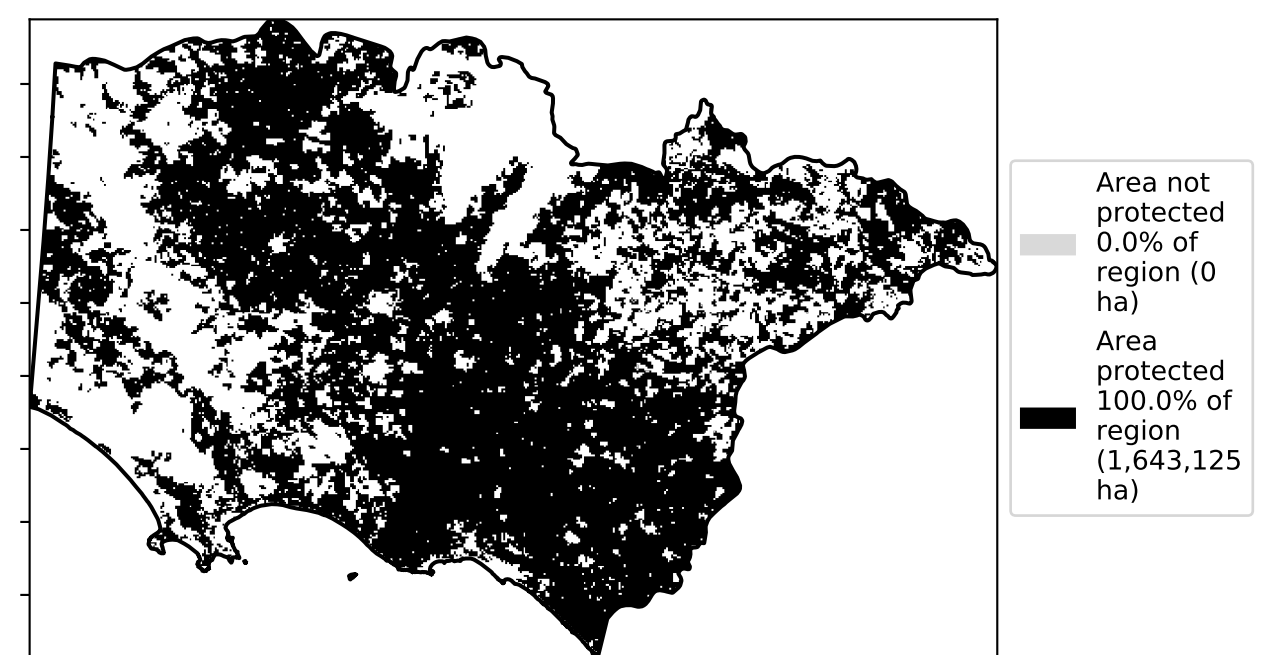 Area not
protected
0.0% of
region (0
ha)
Area
protected
100.0% of
region
(1,643,125
ha)